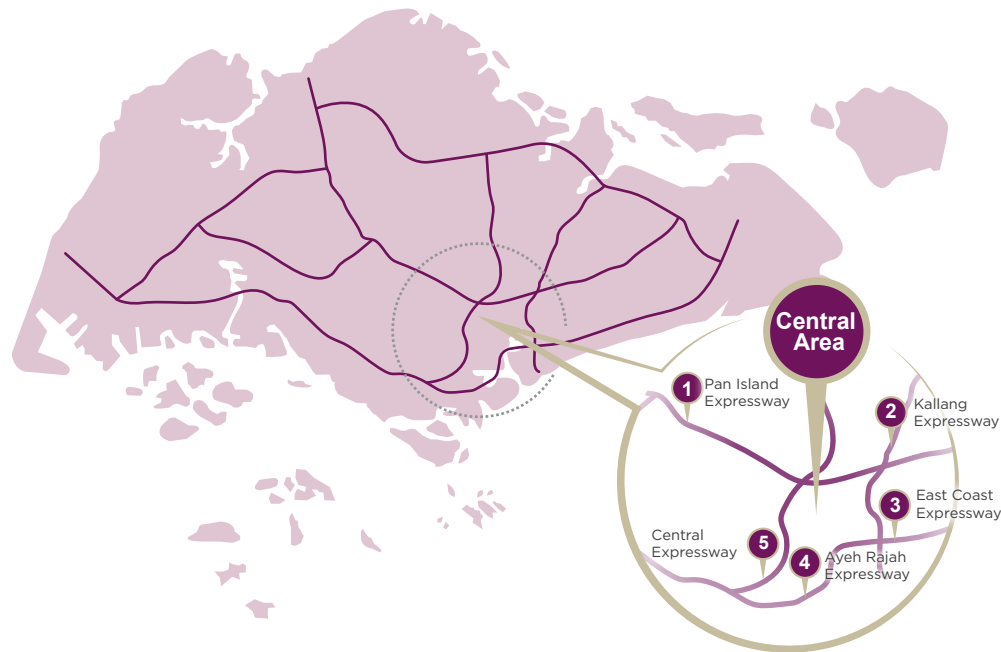 Central
Area
1
Pan Island
Expressway
2
Kallang
Expressway
3
East Coast
Expressway
Central
Expressway
5
4
Ayeh Rajah
Expressway